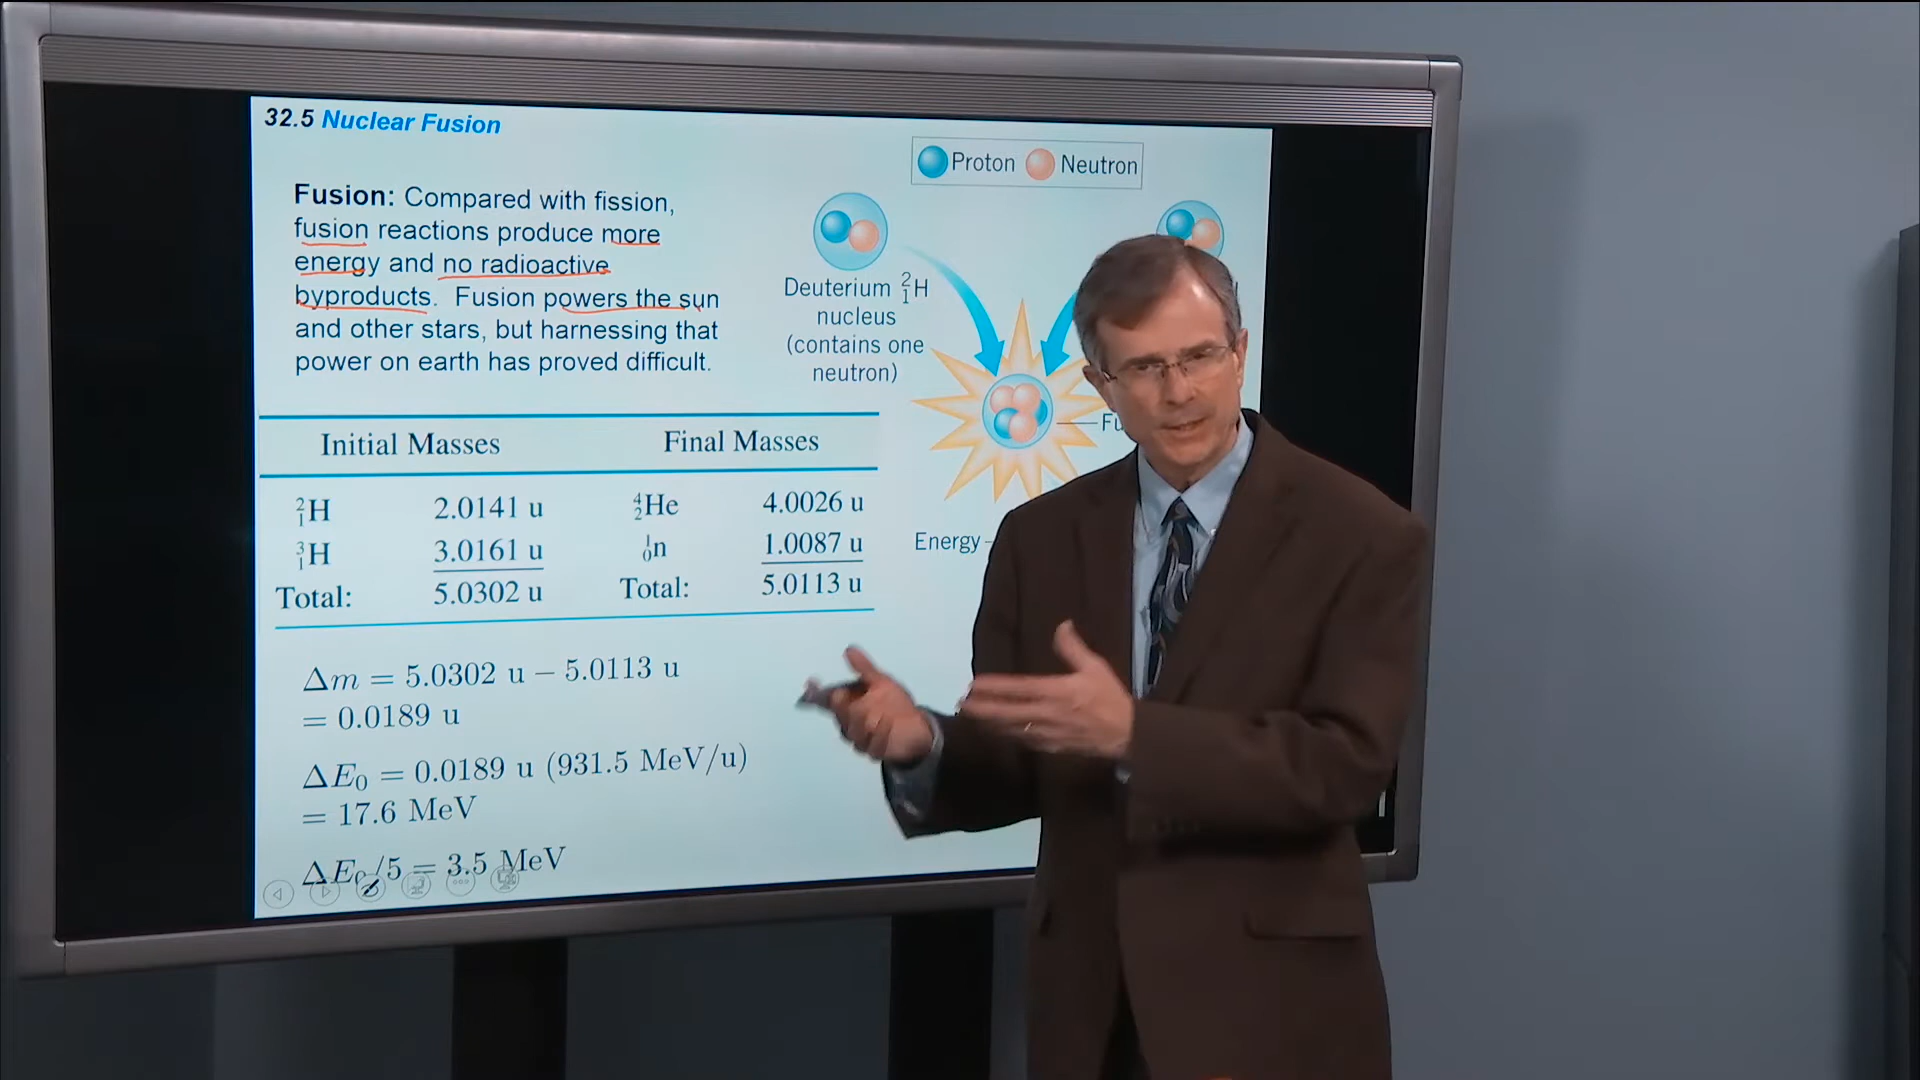 32.5 Nuclear Fusion
Proton Neutron
Fusion: Compared with fission,
fusion reactions produce more
energy and no radioactive
byproducts. Fusion powers the sun
and other stars, but harnessing that
power on earth has proved difficult.
Deuterium ²₁H
nucleus
(contains one
neutron)
Energy
Initial Masses Final Masses
²₁H 2.0141 u ⁴₂He 4.0026 u
³₁H 3.0161 u ¹₀n 1.0087 u
Total: 5.0302 u Total: 5.0113 u
Δm = 5.0302 u − 5.0113 u
= 0.0189 u
ΔE₀ = 0.0189 u (931.5 MeV/u)
= 17.6 MeV
ΔE₀/5 = 3.5 MeV